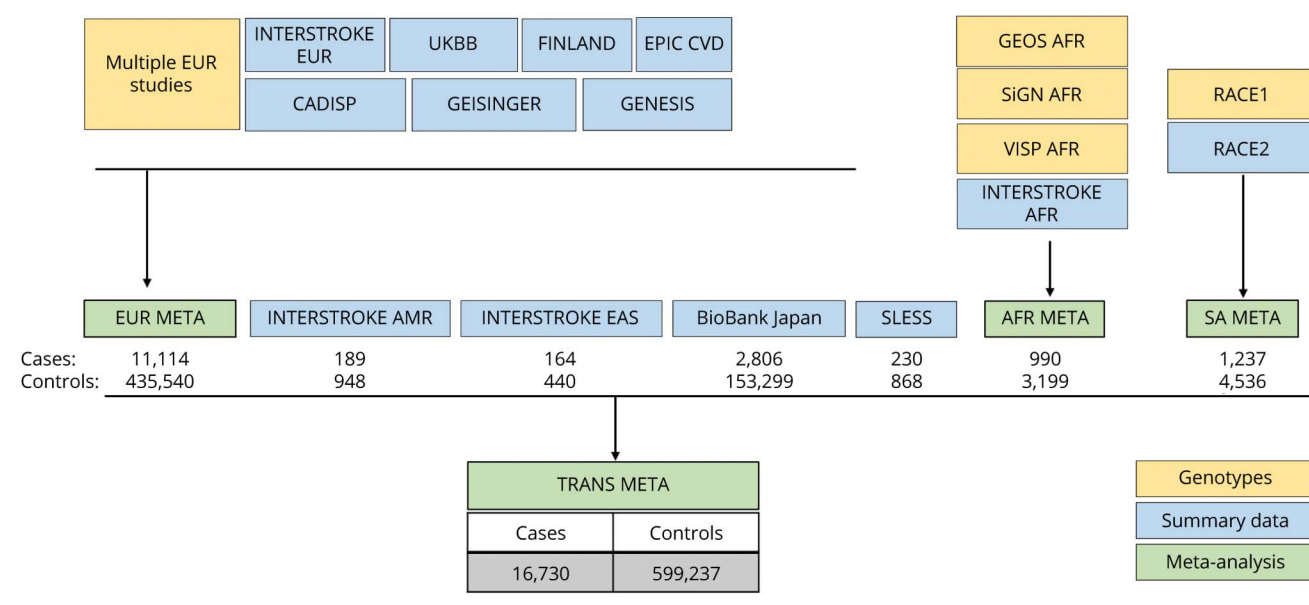 Multiple EUR
studies
INTERSTROKE
EUR
UKBB
FINLAND
EPIC CVD
CADISP
GEISINGER
GENESIS
GEOS AFR
SiGN AFR
VISP AFR
INTERSTROKE
AFR
RACE1
RACE2
EUR META
INTERSTROKE AMR
INTERSTROKE EAS
BioBank Japan
SLESS
AFR META
SA META
Cases: 11,114 189 164 2,806 230 990 1,237
Controls: 435,540 948 440 153,299 868 3,199 4,536
TRANS META
Cases Controls
16,730 599,237
Genotypes
Summary data
Meta-analysis